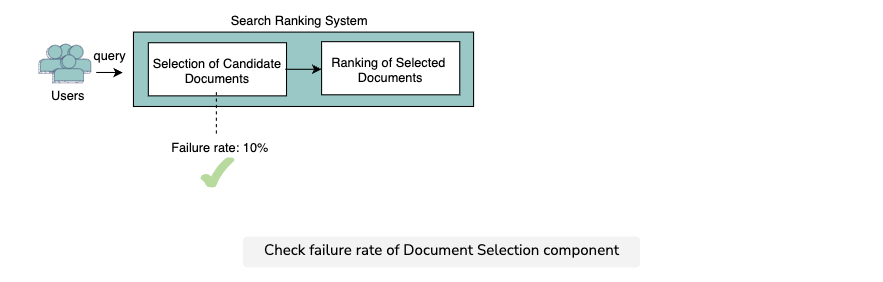 Search Ranking System
query
Users
Selection of Candidate
Documents
Ranking of Selected
Documents
Failure rate: 10%
Check failure rate of Document Selection component